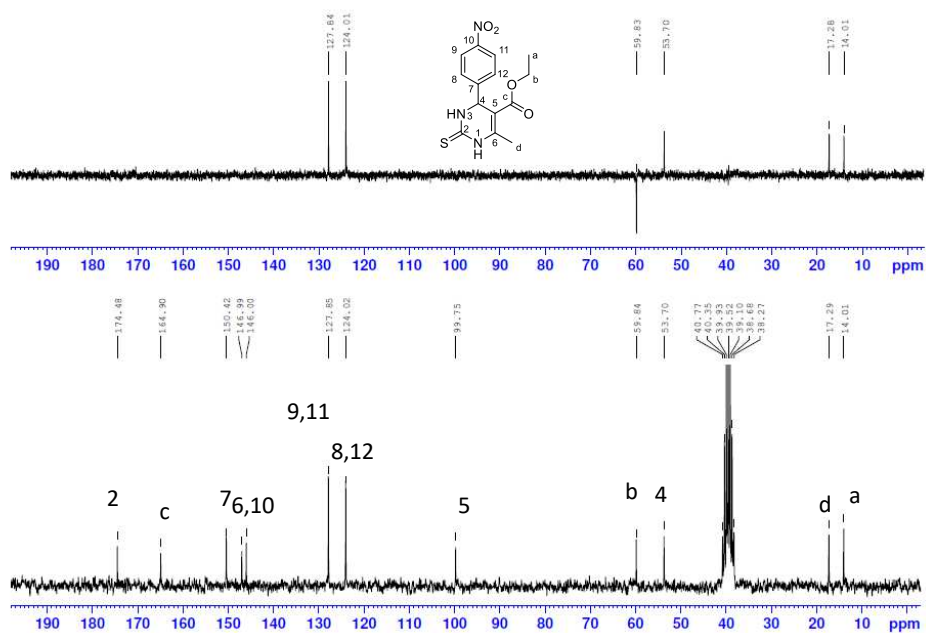 127.84
124.01
59.83
53.70
17.28
14.01
NO₂
10
9
11
8
12
7
a
b
O
c
O
4
5
HN
3
2
1
6
S
N
H
d
190 180 170 160 150 140 130 120 110 100 90 80 70 60 50 40 30 20 10 ppm
174.48
164.90
150.42
146.99
146.00
127.85
124.02
99.75
59.84
53.70
40.77
40.35
39.93
39.52
39.10
38.68
38.27
17.29
14.01
9,11
8,12
2
c
7
6,10
5
b
4
d
a
190 180 170 160 150 140 130 120 110 100 90 80 70 60 50 40 30 20 10 ppm